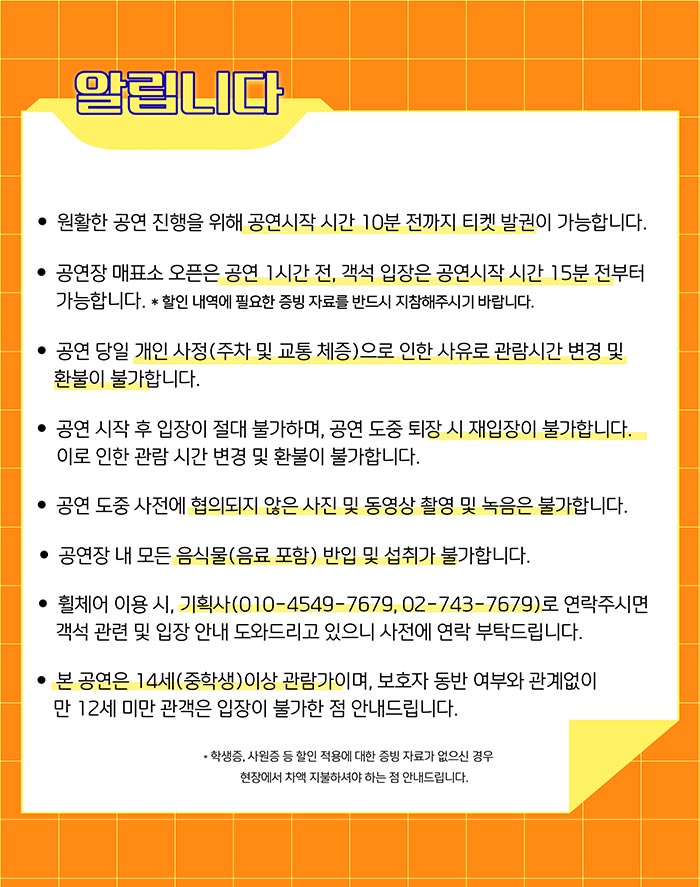 알립니다
• 원활한 공연 진행을 위해 공연시작 시간 10분 전까지 티켓 발권이 가능합니다.
• 공연장 매표소 오픈은 공연 1시간 전, 객석 입장은 공연시작 시간 15분 전부터
가능합니다. * 할인 내역에 필요한 증빙 자료를 반드시 지참해주시기 바랍니다.
• 공연 당일 개인 사정(주차 및 교통 체증)으로 인한 사유로 관람시간 변경 및
환불이 불가합니다.
• 공연 시작 후 입장이 절대 불가하며, 공연 도중 퇴장 시 재입장이 불가합니다.
이로 인한 관람 시간 변경 및 환불이 불가합니다.
• 공연 도중 사전에 협의되지 않은 사진 및 동영상 촬영 및 녹음은 불가합니다.
• 공연장 내 모든 음식물(음료 포함) 반입 및 섭취가 불가합니다.
• 휠체어 이용 시, 기획사(010-4549-7679, 02-743-7679)로 연락주시면
객석 관련 및 입장 안내 도와드리고 있으니 사전에 연락 부탁드립니다.
• 본 공연은 14세(중학생)이상 관람가이며, 보호자 동반 여부와 관계없이
만 12세 미만 관객은 입장이 불가한 점 안내드립니다.
* 학생증, 사원증 등 할인 적용에 대한 증빙 자료가 없으신 경우
현장에서 차액 지불하셔야 하는 점 안내드립니다.